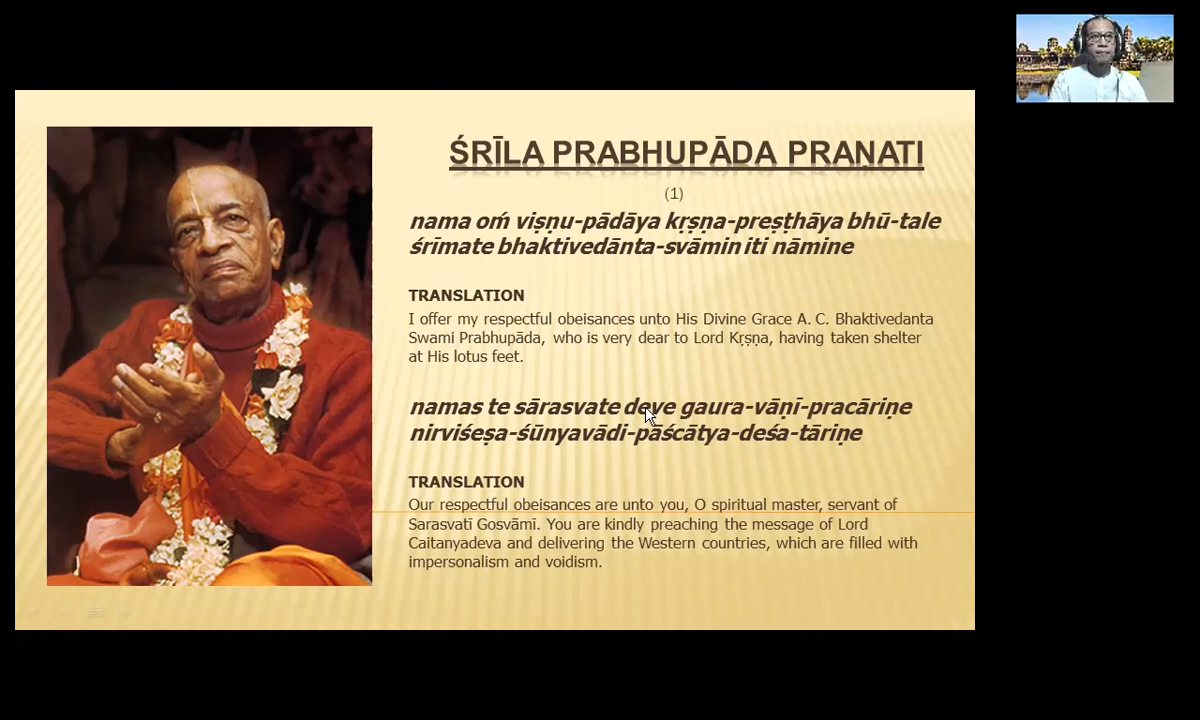 ŚRĪLA PRABHUPĀDA PRAṆATI
(1)
nama oḿ viṣṇu-pādāya kṛṣṇa-preṣṭhāya bhū-tale
śrīmate bhaktivedānta-svāmin iti nāmine
TRANSLATION
I offer my respectful obeisances unto His Divine Grace A. C. Bhaktivedanta
Swami Prabhupāda, who is very dear to Lord Kṛṣṇa, having taken shelter
at His lotus feet.
namas te sārasvate deve gaura-vāṇī-pracāriṇe
nirviśeṣa-śūnyavādi-pāścātya-deśa-tāriṇe
TRANSLATION
Our respectful obeisances are unto you, O spiritual master, servant of
Sarasvatī Gosvāmī. You are kindly preaching the message of Lord
Caitanyadeva and delivering the Western countries, which are filled with
impersonalism and voidism.